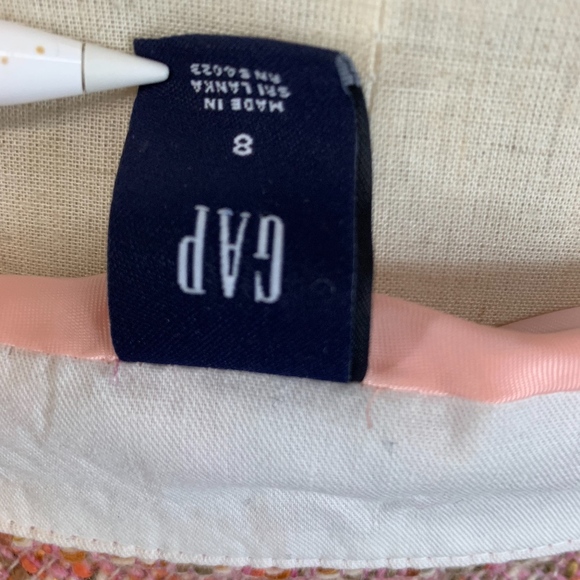 GAP
8
MADE IN
SRI LANKA
RN 54023